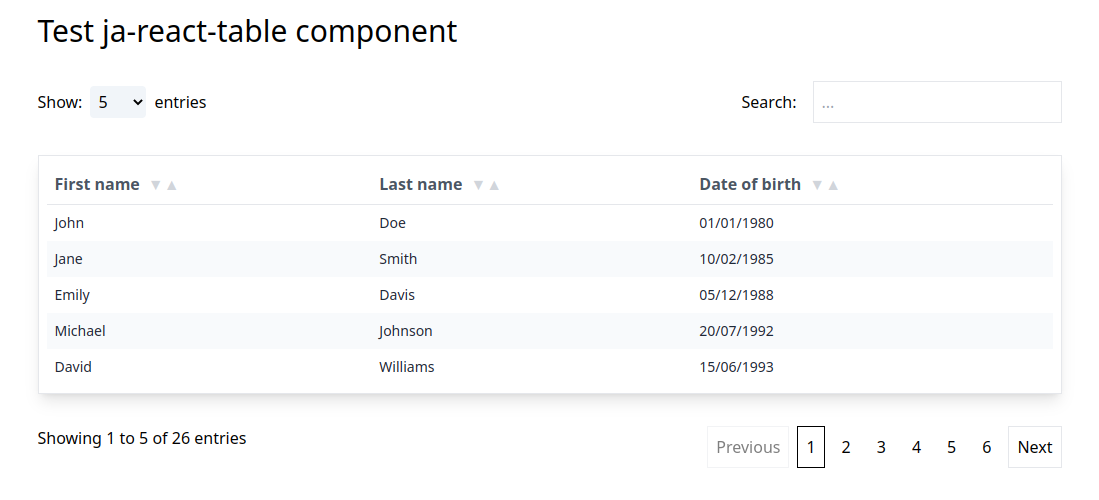 Test ja-react-table component
Show: 5 entries Search: ...
First name ▼ ▲ Last name ▼ ▲ Date of birth ▼ ▲
John Doe 01/01/1980
Jane Smith 10/02/1985
Emily Davis 05/12/1988
Michael Johnson 20/07/1992
David Williams 15/06/1993
Showing 1 to 5 of 26 entries Previous 1 2 3 4 5 6 Next